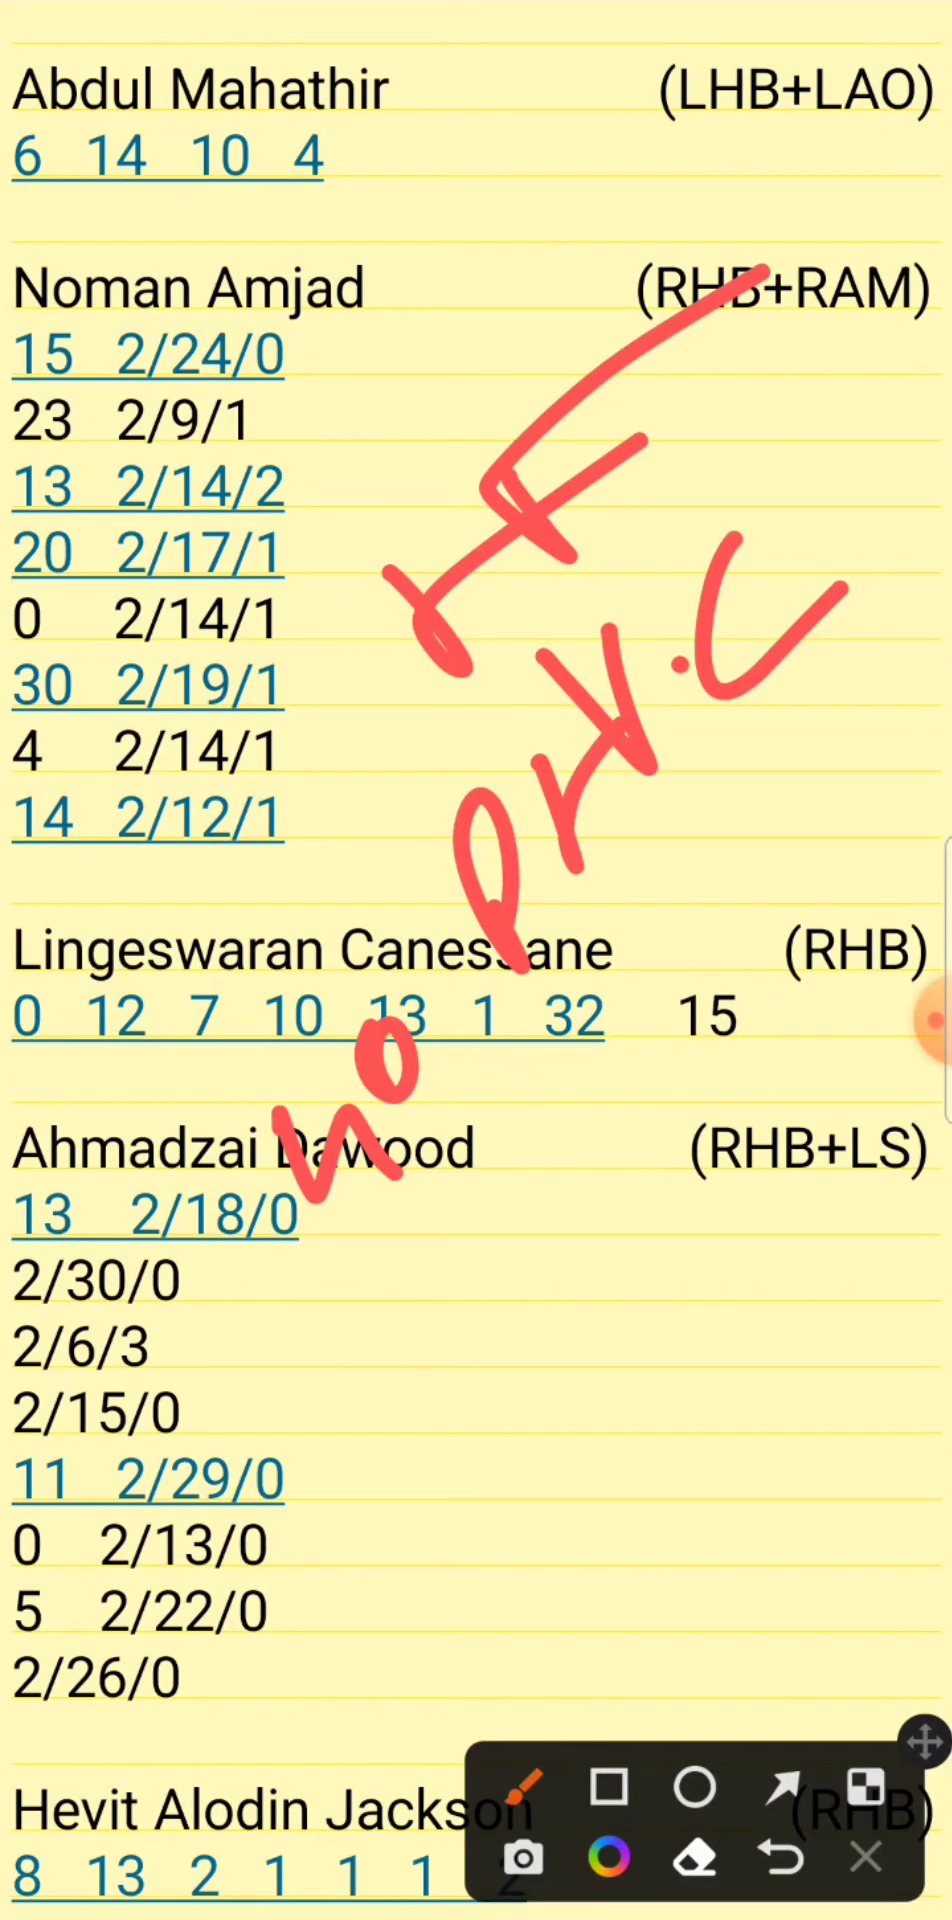 Abdul Mahathir (LHB+LAO)
6 14 10 4
Noman Amjad (RHB+RAM)
15 2/24/0
23 2/9/1
13 2/14/2
20 2/17/1
0 2/14/1
30 2/19/1
4 2/14/1
14 2/12/1
Lingeswaran Canessane (RHB)
0 12 7 10 13 1 32 15
Ahmadzai Dawood (RHB+LS)
13 2/18/0
2/30/0
2/6/3
2/15/0
11 2/29/0
0 2/13/0
5 2/22/0
2/26/0
Hevit Alodin Jackson (RHB)
8 13 2 1 1 1 2